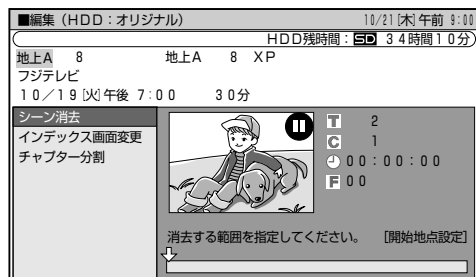 ■編集（HDD：オリジナル） 10/21[木]午前 9:00
HDD残時間：SD 34時間10分
地上A 8 地上A 8 XP
フジテレビ
10／19[火]午後 7：00 30分
シーン消去
インデックス画面変更
チャプター分割
T 2
C 1
00：00：00
F 00
消去する範囲を指定してください。 [開始地点設定]